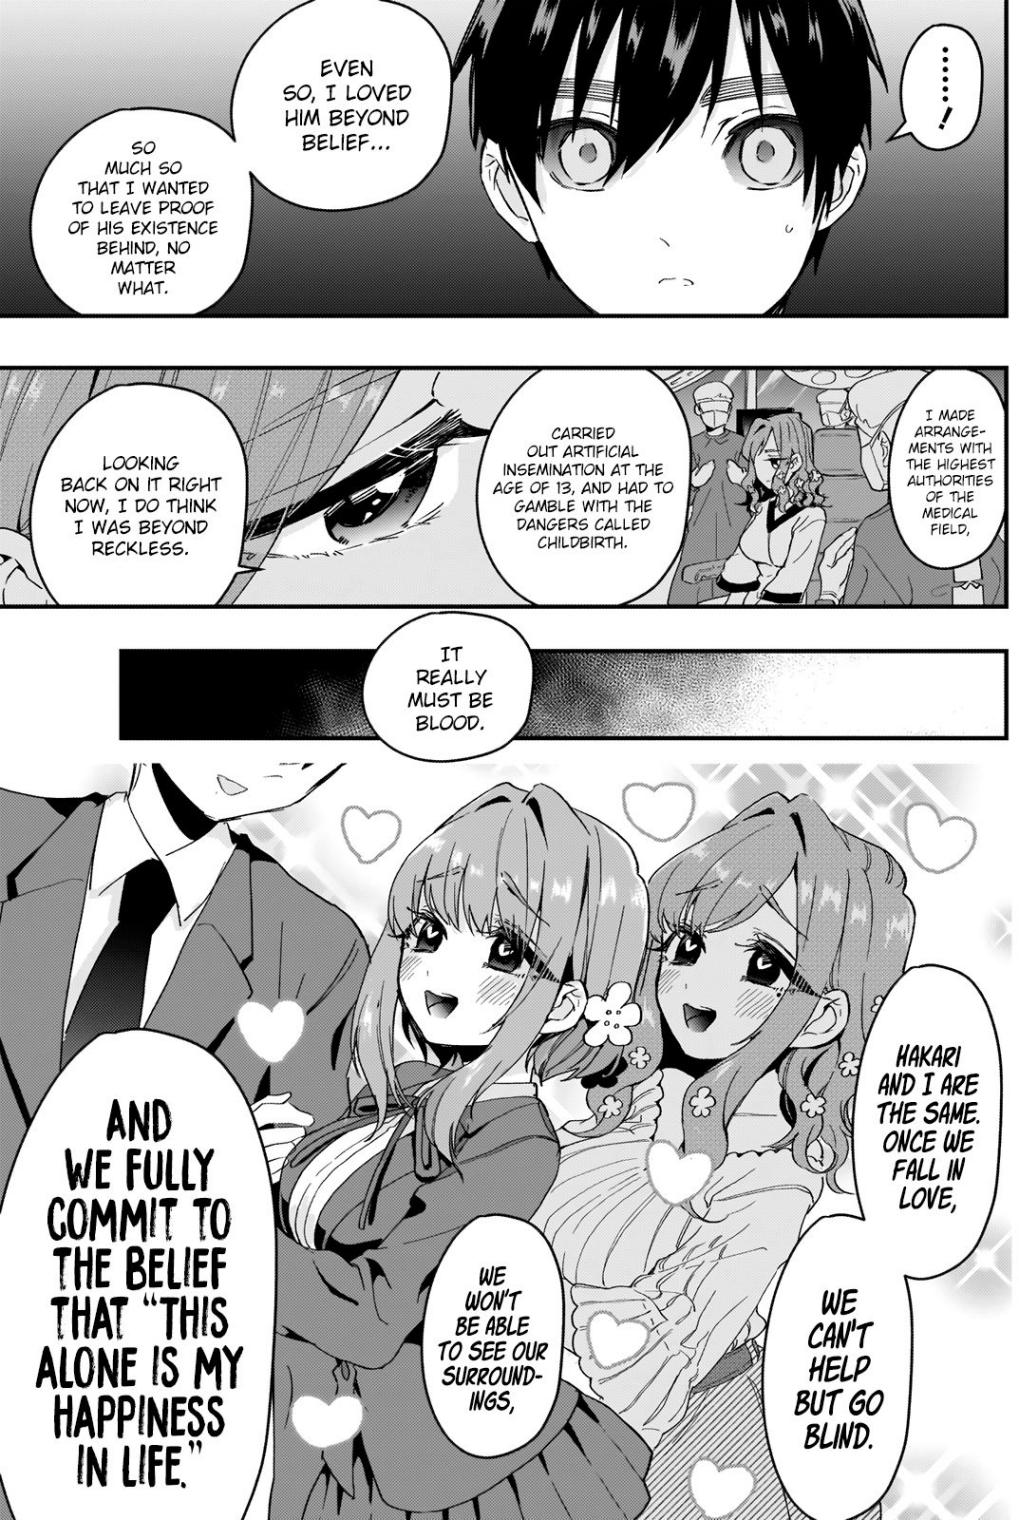 ......!
EVEN
SO, I LOVED
HIM BEYOND
BELIEF...
SO
MUCH SO
THAT I WANTED
TO LEAVE PROOF
OF HIS EXISTENCE
BEHIND, NO
MATTER
WHAT.
I MADE
ARRANGE-
MENTS WITH
THE HIGHEST
AUTHORITIES
OF THE
MEDICAL
FIELD,
CARRIED
OUT ARTIFICIAL
INSEMINATION AT THE
AGE OF 13, AND HAD TO
GAMBLE WITH THE
DANGERS CALLED
CHILDBIRTH.
LOOKING
BACK ON IT RIGHT
NOW, I DO THINK
I WAS BEYOND
RECKLESS.
IT
REALLY
MUST BE
BLOOD.
HAKARI
AND I ARE
THE SAME.
ONCE WE
FALL IN
LOVE,
WE
CAN'T
HELP
BUT GO
BLIND.
WE
WON'T
BE ABLE
TO SEE OUR
SURROUND-
INGS,
AND
WE FULLY
COMMIT TO
THE BELIEF
THAT "THIS
ALONE IS MY
HAPPINESS
IN LIFE."